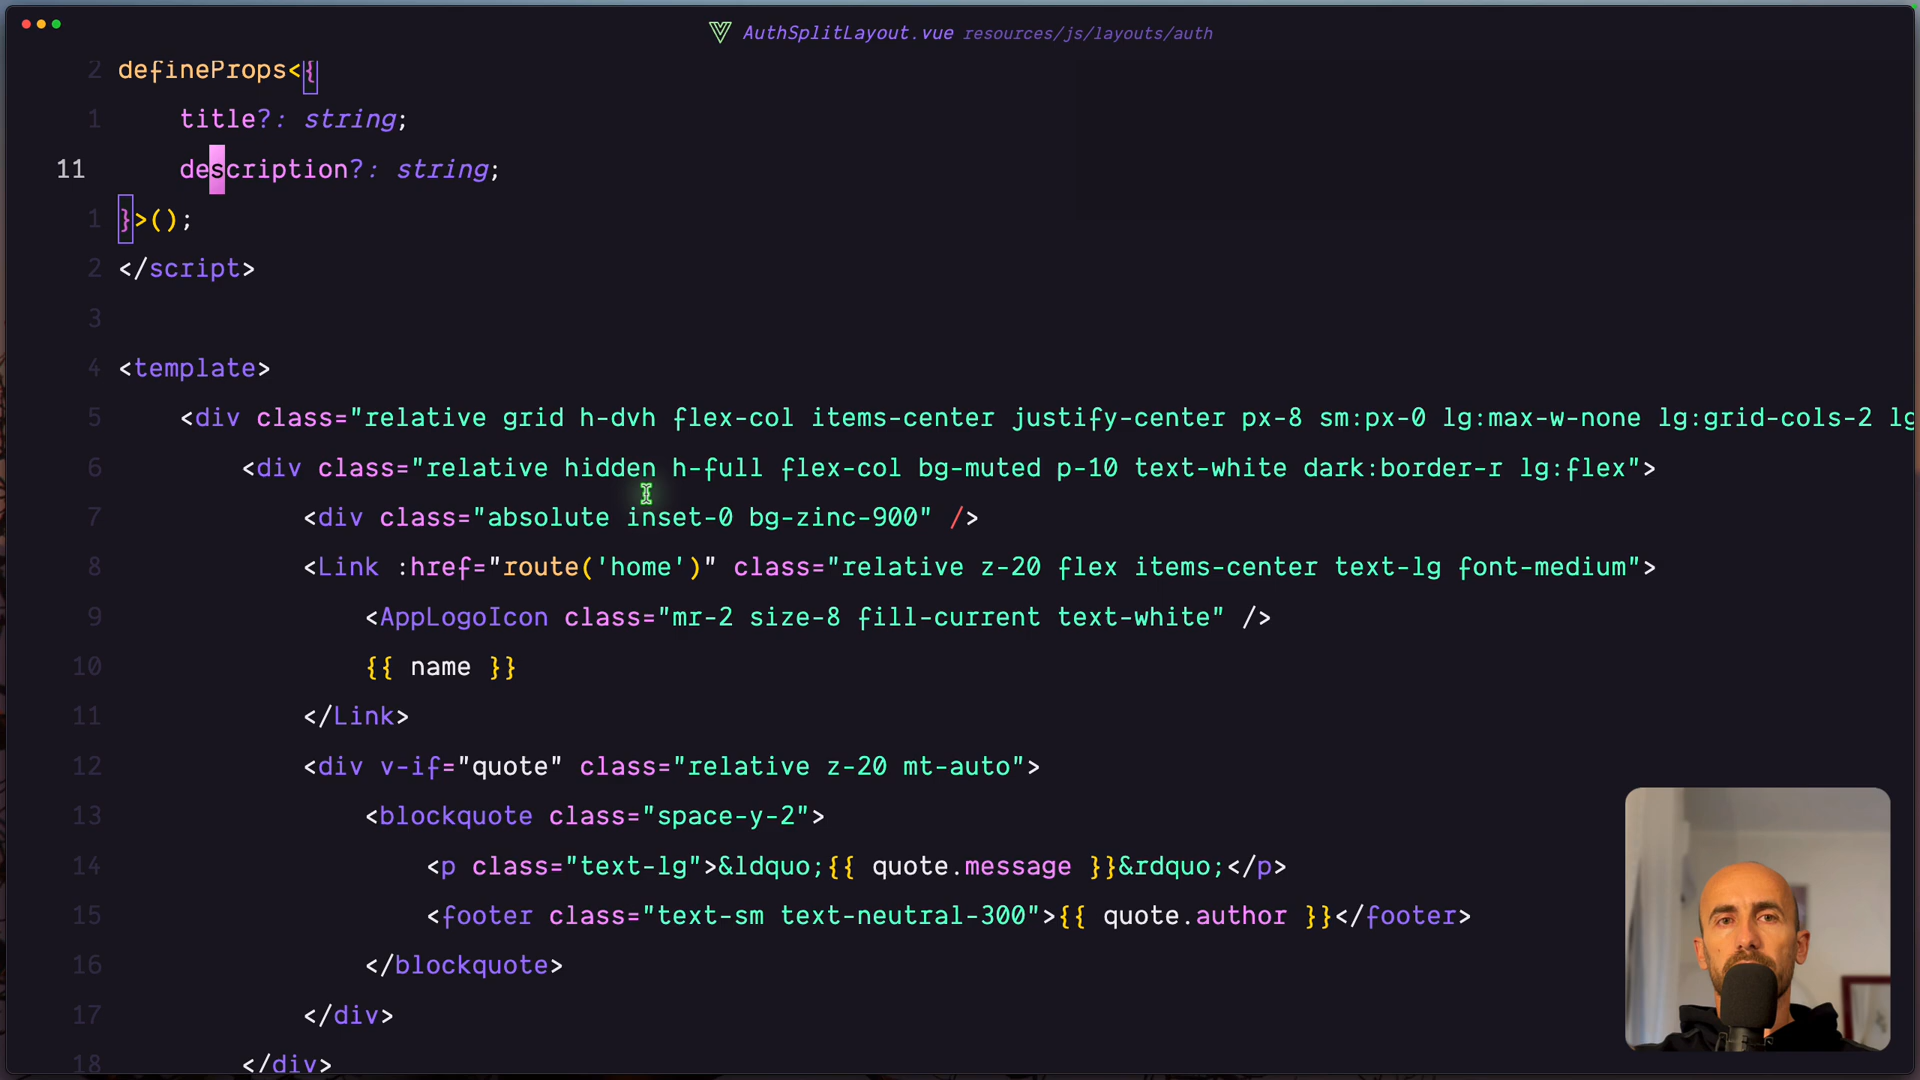 AuthSplitLayout.vue resources/js/layouts/auth
2 defineProps<{
1 title?: string;
11 description?: string;
1 }>();
2 </script>
3
4 <template>
5 <div class="relative grid h-dvh flex-col items-center justify-center px-8 sm:px-0 lg:max-w-none lg:grid-cols-2 lg
6 <div class="relative hidden h-full flex-col bg-muted p-10 text-white dark:border-r lg:flex">
7 <div class="absolute inset-0 bg-zinc-900" />
8 <Link :href="route('home')" class="relative z-20 flex items-center text-lg font-medium">
9 <AppLogoIcon class="mr-2 size-8 fill-current text-white" />
10 {{ name }}
11 </Link>
12 <div v-if="quote" class="relative z-20 mt-auto">
13 <blockquote class="space-y-2">
14 <p class="text-lg">&ldquo;{{ quote.message }}&rdquo;</p>
15 <footer class="text-sm text-neutral-300">{{ quote.author }}</footer>
16 </blockquote>
17 </div>
18 </div>